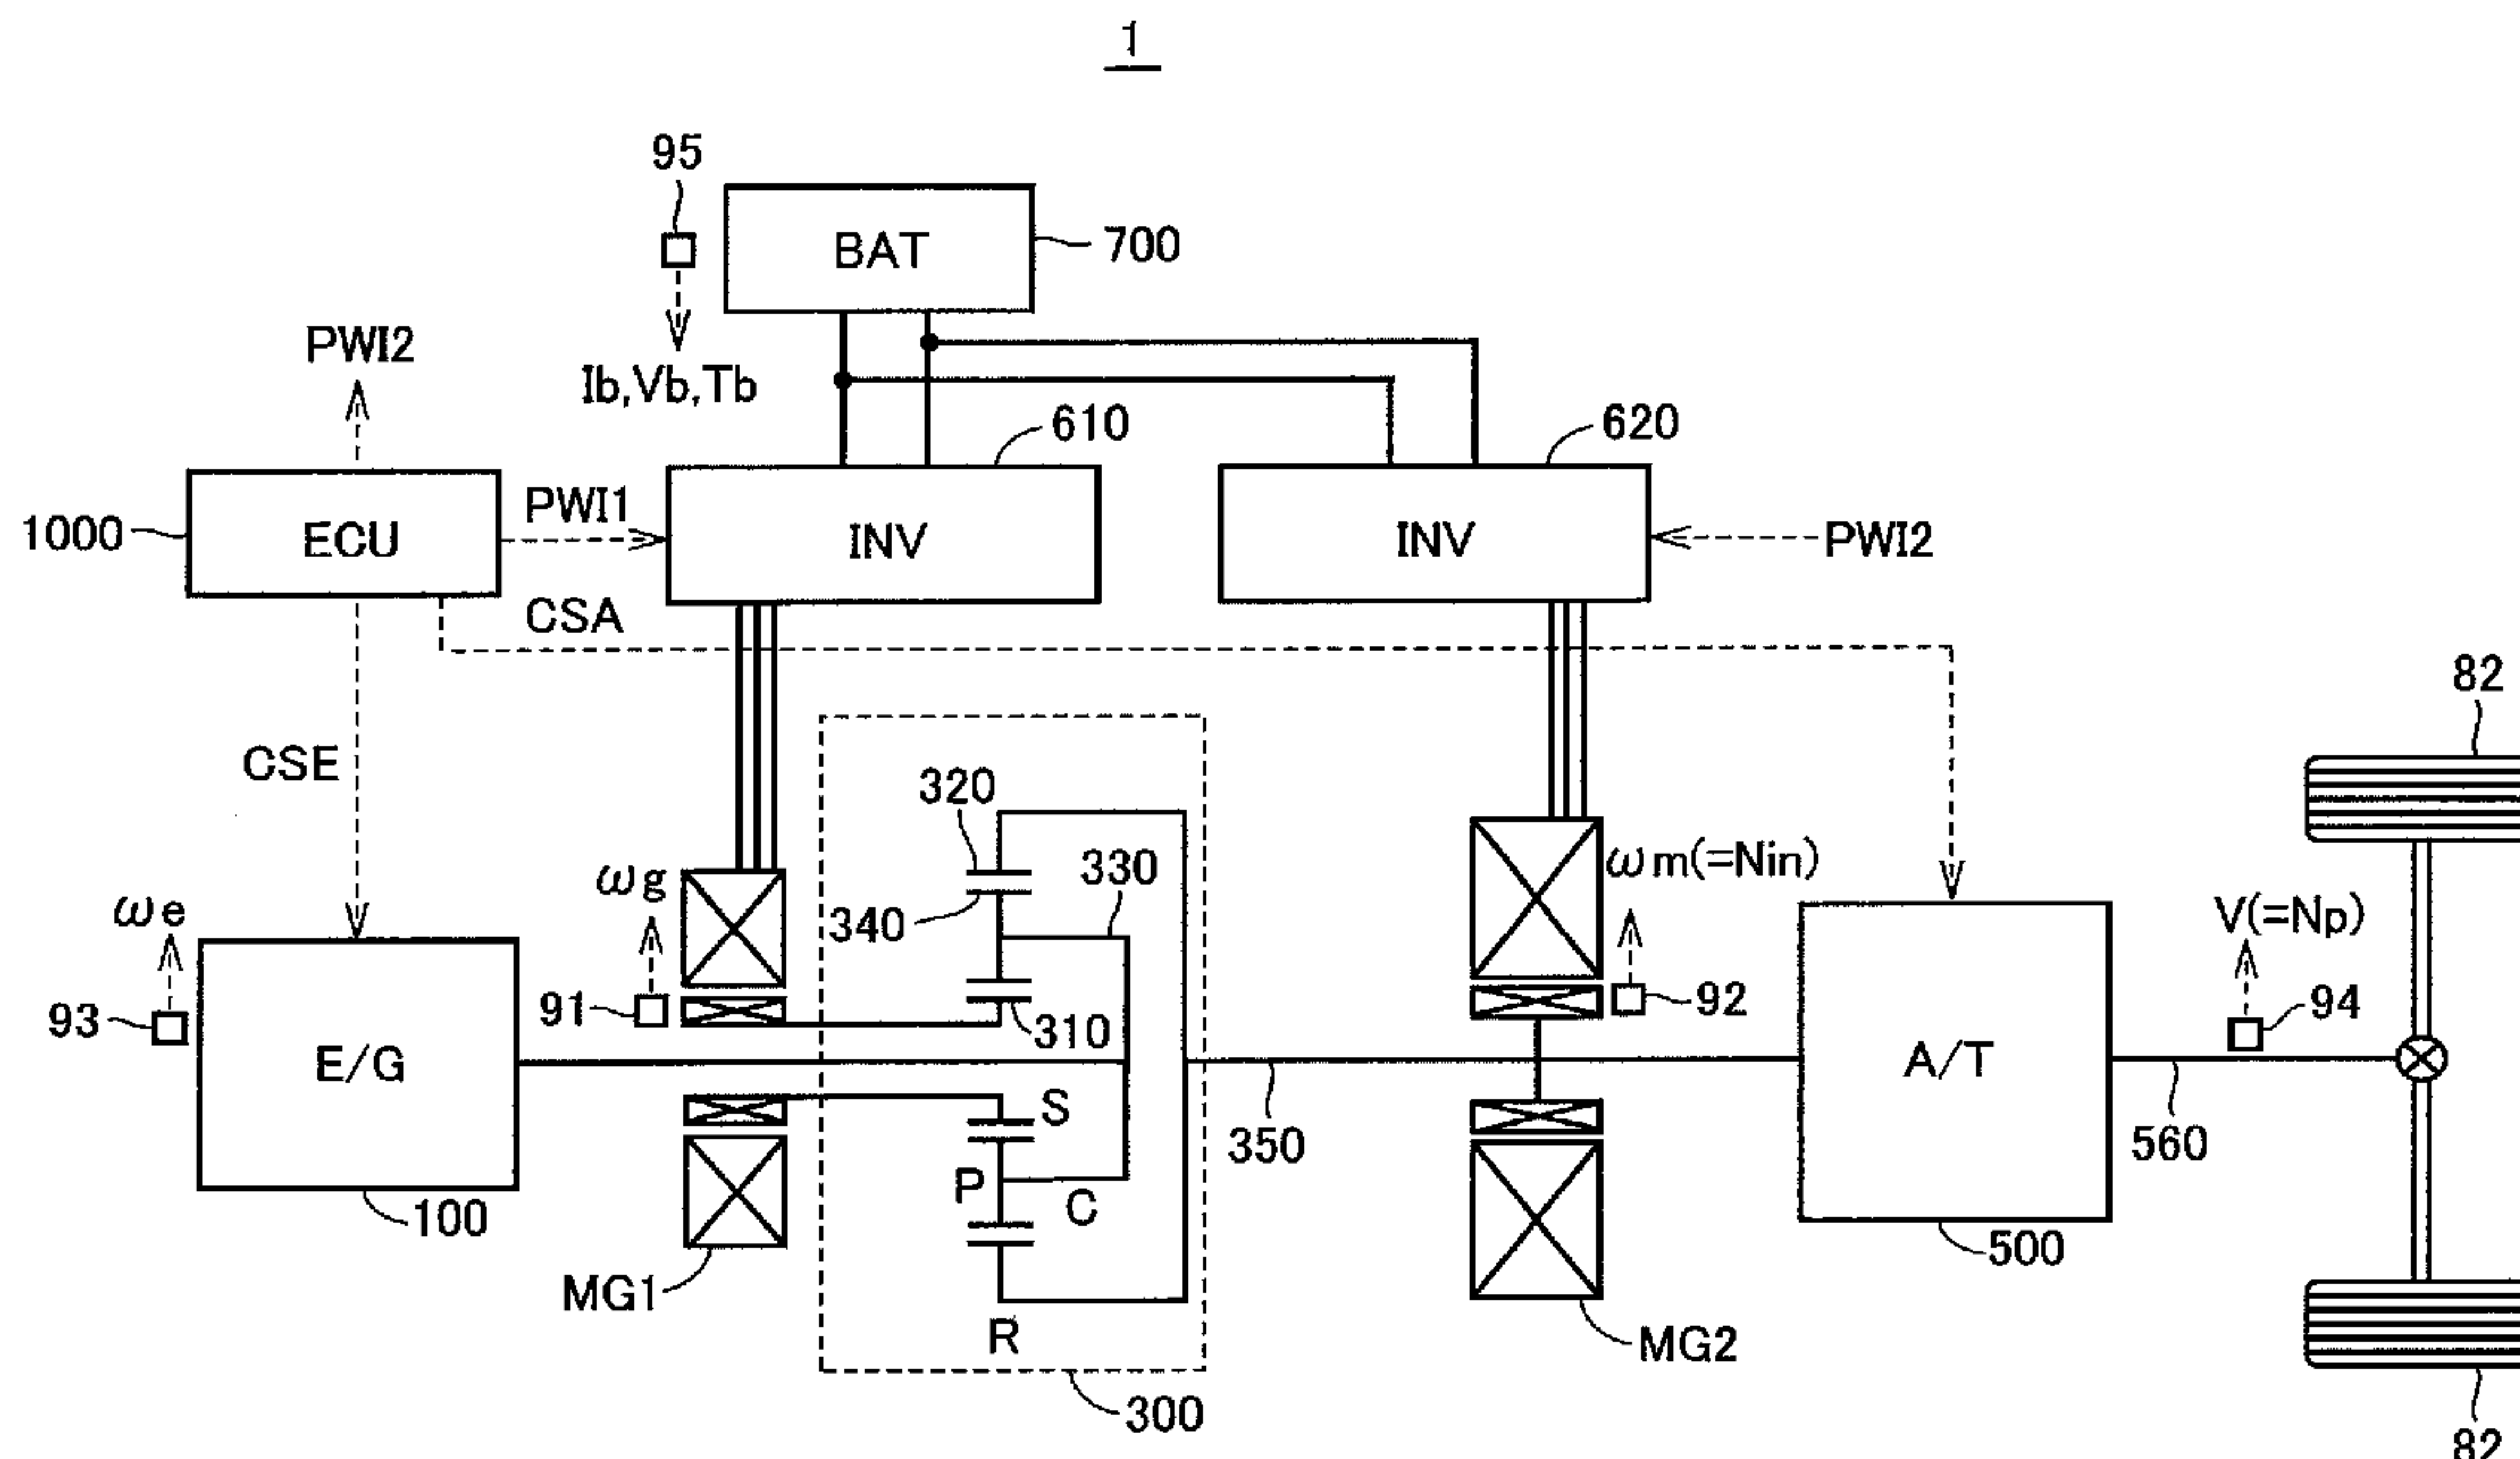 1
95
BAT
700
PWI2
Ib,Vb,Tb
610
620
1000
ECU
PWI1
INV
INV
PWI2
CSA
82
CSE
320
330
340
ωe
ωg
ωm(=Nin)
V(=Np)
93
91
310
92
94
E/G
A/T
S
350
560
P
C
100
500
MG1
R
MG2
300
82